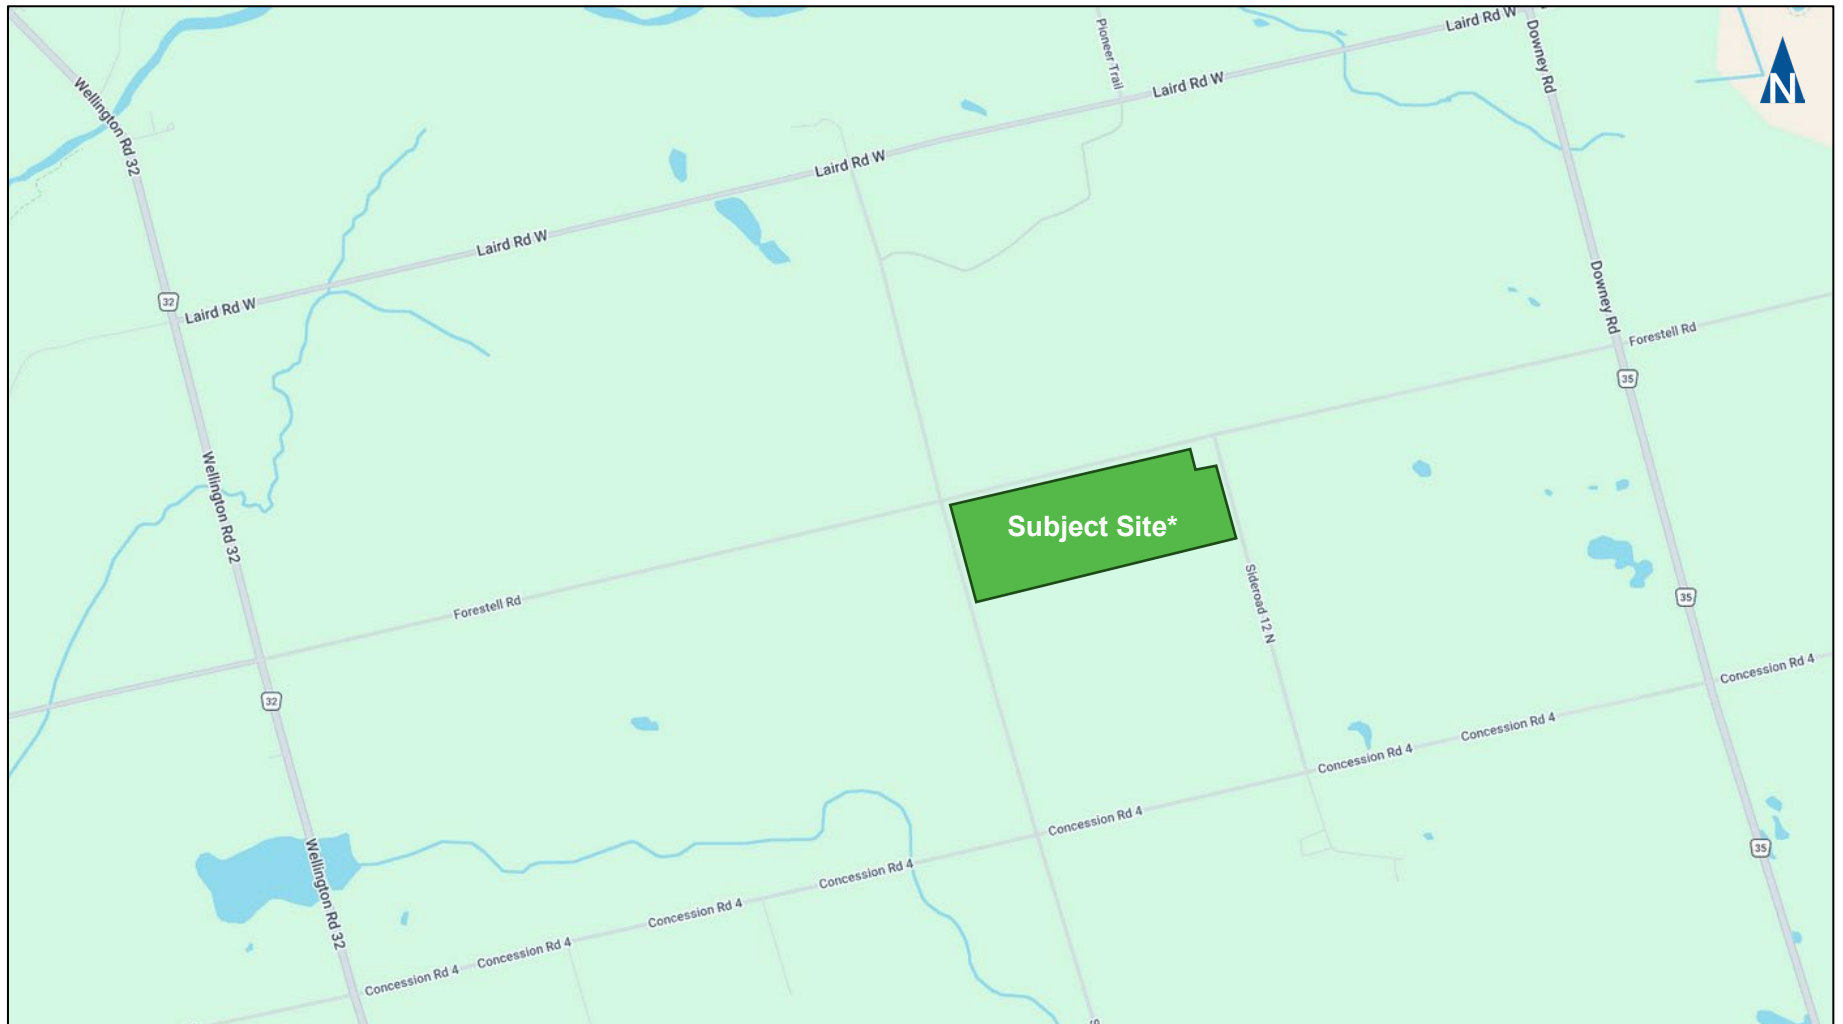 Pioneer Trail
Laird Rd W
Downey Rd
N
Laird Rd W
Wellington Rd 32
Laird Rd W
Laird Rd W
32
Laird Rd W
Downey Rd
Forestell Rd
35
Wellington Rd 32
Subject Site*
Forestell Rd
Sideroad 12 N
35
32
Concession Rd 4
Concession Rd 4
Concession Rd 4
Concession Rd 4
35
Concession Rd 4
Wellington Rd 32
Concession Rd 4
Concession Rd 4
Concession Rd 4